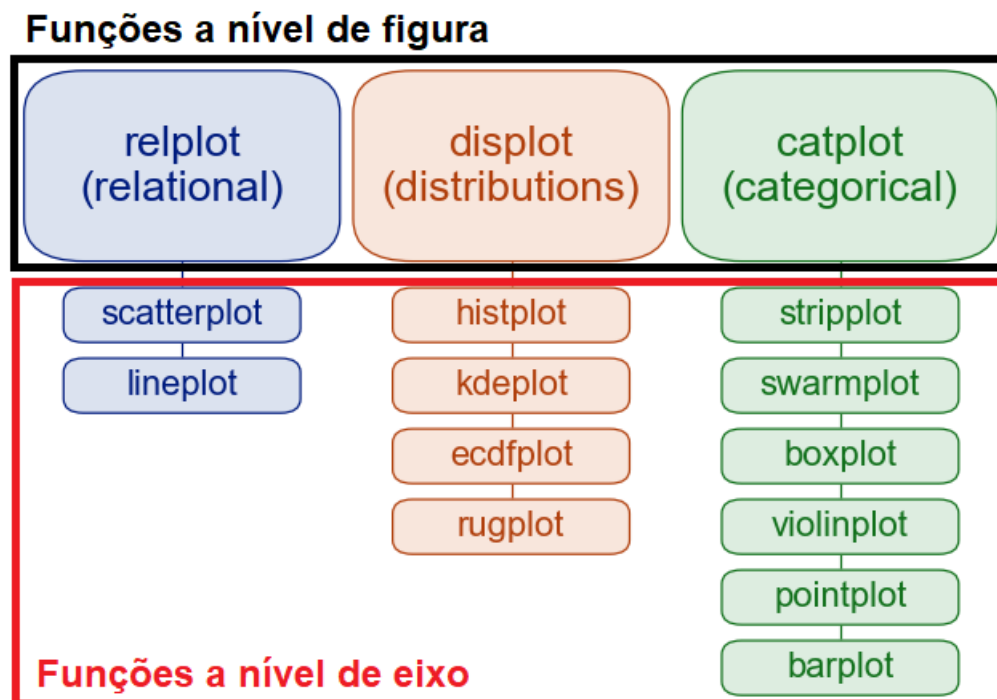 Funções a nível de figura
relplot
(relational)
displot
(distributions)
catplot
(categorical)
scatterplot
lineplot
histplot
kdeplot
ecdfplot
rugplot
stripplot
swarmplot
boxplot
violinplot
pointplot
barplot
Funções a nível de eixo